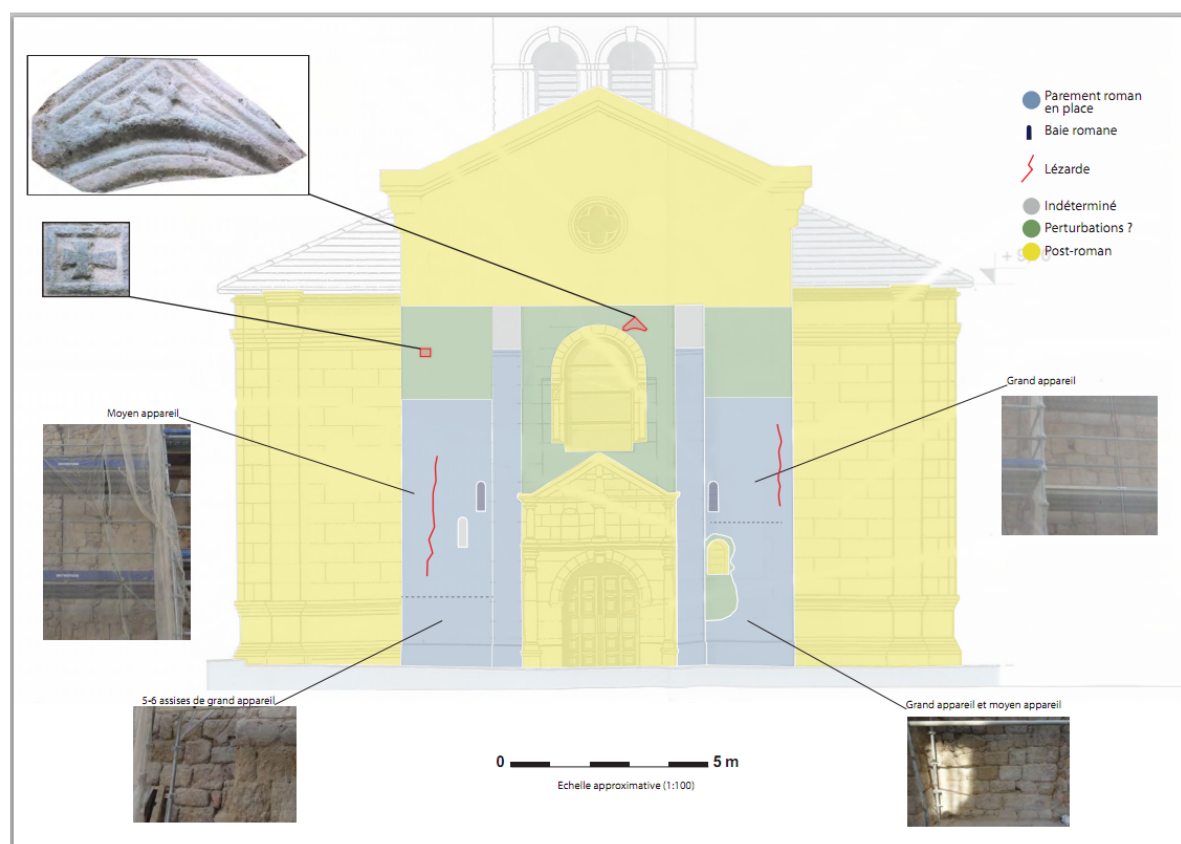 Parement roman
en place
Baie romane
Lézarde
Indéterminé
Perturbations ?
Post-roman
Moyen appareil
Grand appareil
5-6 assises de grand appareil
Grand appareil et moyen appareil
0 5 m
Echelle approximative (1:100)